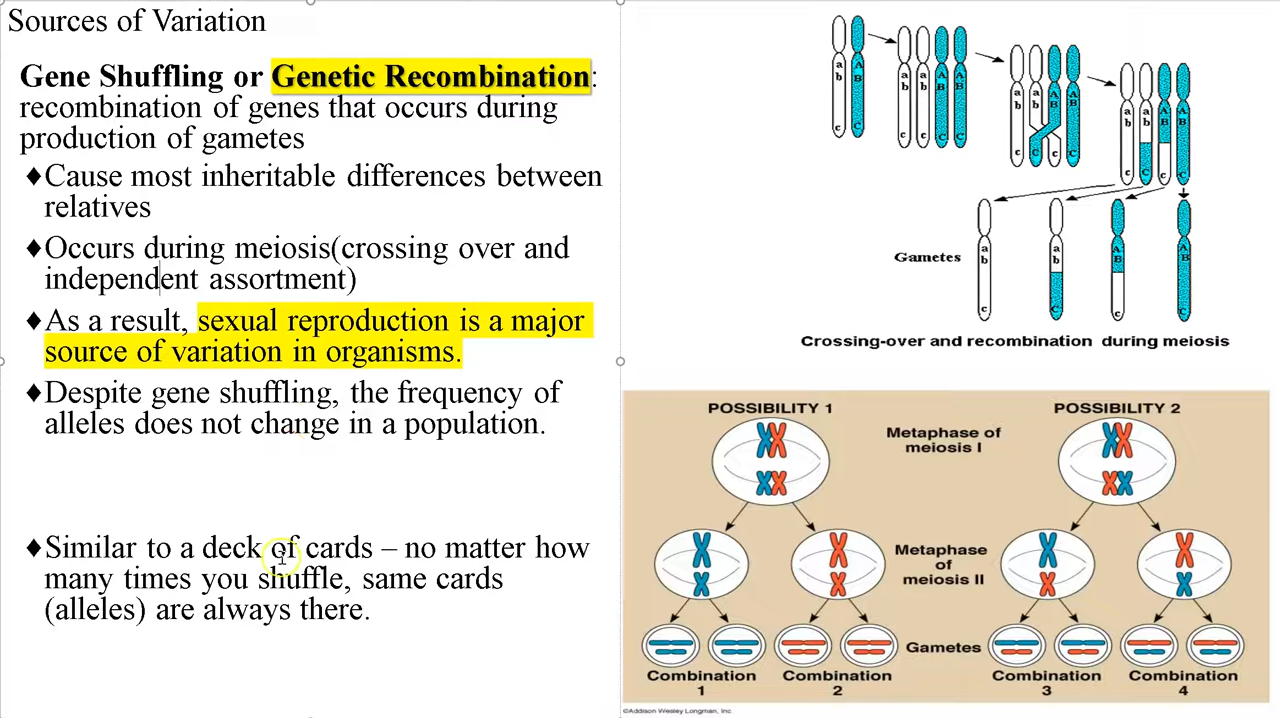 Sources of Variation
Gene Shuffling or Genetic Recombination:
recombination of genes that occurs during
production of gametes
♦Cause most inheritable differences between
relatives
♦Occurs during meiosis(crossing over and
independent assortment)
♦As a result, sexual reproduction is a major
source of variation in organisms.
♦Despite gene shuffling, the frequency of
alleles does not change in a population.
♦Similar to a deck of cards – no matter how
many times you shuffle, same cards
(alleles) are always there.
a b A B
c C
a b a b A B A B
c c C C
a b a b A B A B
c C c C
a b a b A B A B
c C c C
Gametes
a b a b A B A B
c C c C
Crossing-over and recombination during meiosis
POSSIBILITY 1 POSSIBILITY 2
Metaphase of
meiosis I
Metaphase
of
meiosis II
Gametes
Combination Combination Combination Combination
1 2 3 4
©Addison Wesley Longman, Inc.